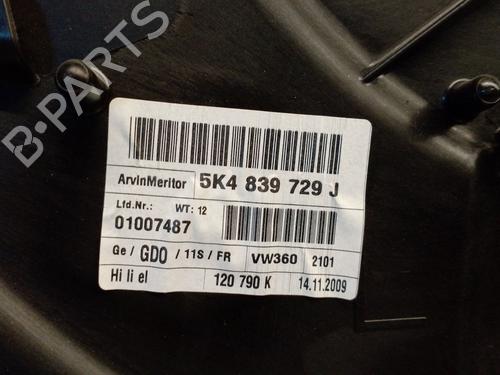 B-PARTS
ArvinMeritor 5K4 839 729 J
Lfd.Nr.: WT: 12
01007487
Ge / GDO / 11S / FR VW360 2101
Hi li el 120 790 K 14.11.2009